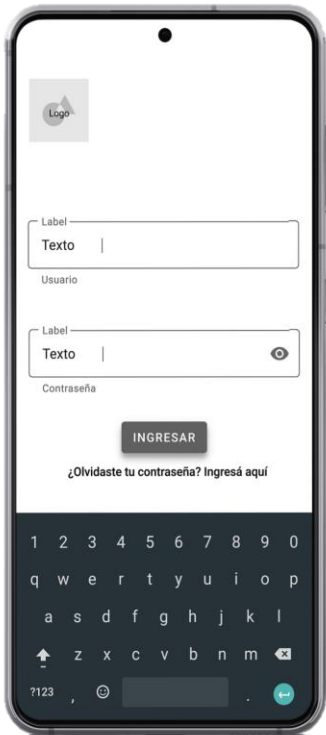 Logo
Label
Texto
Usuario
Label
Texto
Contraseña
INGRESAR
¿Olvidaste tu contraseña? Ingresá aquí
1 2 3 4 5 6 7 8 9 0
q w e r t y u i o p
a s d f g h j k l
z x c v b n m
?123 , .